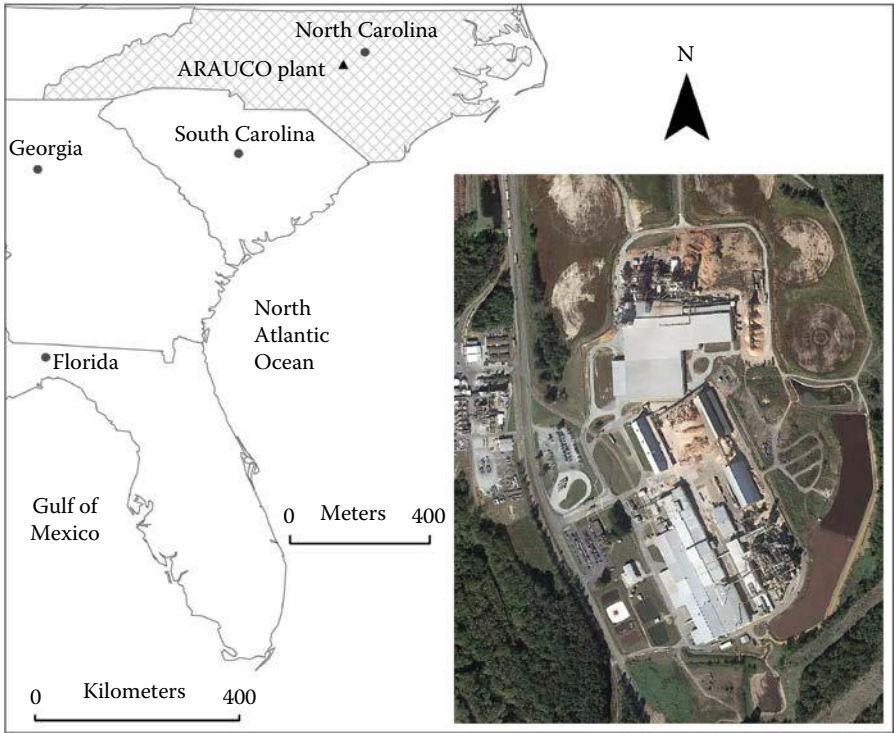 North Carolina
ARAUCO plant
N
South Carolina
Georgia
North
Atlantic
Ocean
Florida
Gulf of
Mexico
0 Meters 400
0 Kilometers 400